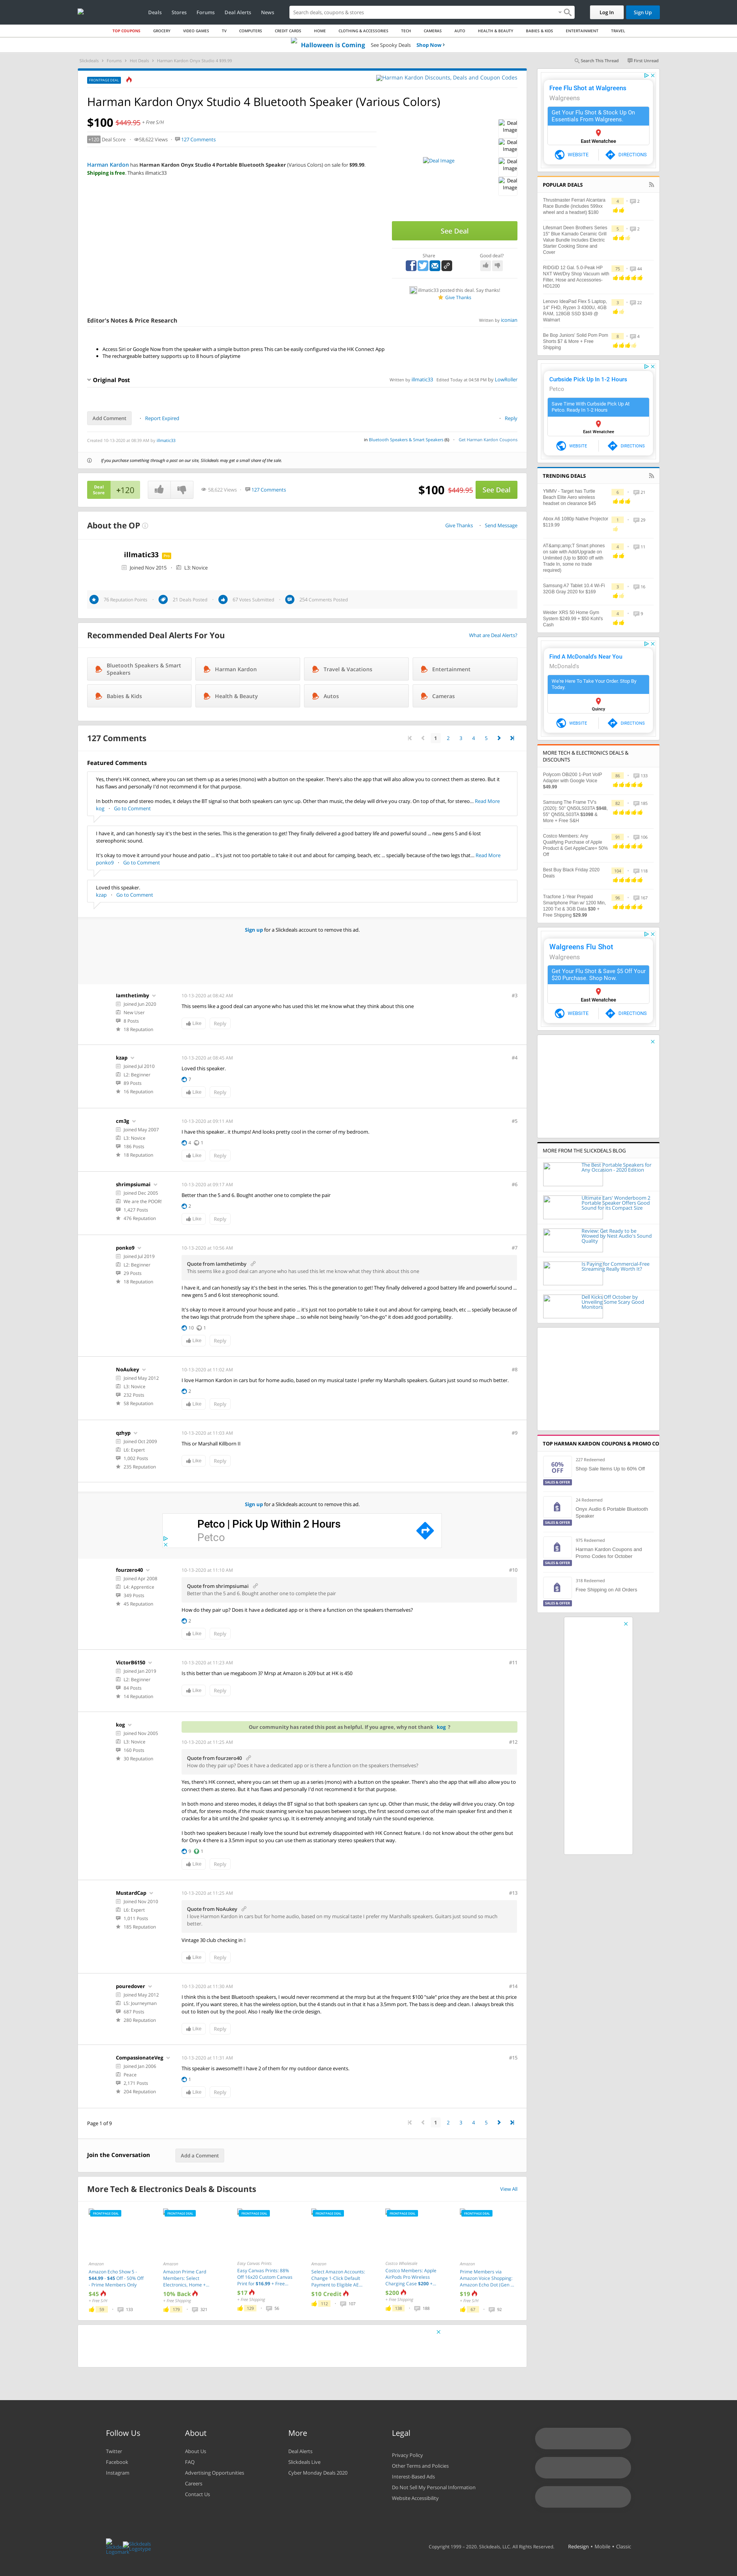 Deals Stores Forums Deal Alerts News
Search deals, coupons & stores
Log In Sign Up
TOP COUPONS GROCERY VIDEO GAMES TV COMPUTERS CREDIT CARDS HOME CLOTHING & ACCESSORIES TECH CAMERAS AUTO HEALTH & BEAUTY BABIES & KIDS ENTERTAINMENT TRAVEL
Halloween is Coming See Spooky Deals Shop Now
Slickdeals Forums Hot Deals Harman Kardon Onyx Studio 4 $99.99
Search This Thread First Unread
FRONTPAGE DEAL
Harman Kardon Discounts, Deals and Coupon Codes
Harman Kardon Onyx Studio 4 Bluetooth Speaker (Various Colors)
$100 $449.95 + Free S/H
+120 Deal Score 58,622 Views 127 Comments
Harman Kardon has Harman Kardon Onyx Studio 4 Portable Bluetooth Speaker (Various Colors) on sale for $99.99.
Shipping is free. Thanks illmatic33
Deal Image
Deal Image
Deal Image
Deal Image
Deal Image
See Deal
Share Good deal?
illmatic33 posted this deal. Say thanks!
Give Thanks
Editor's Notes & Price Research
Written by iconian
Access Siri or Google Now from the speaker with a simple button press This can be easily configured via the HK Connect App
The rechargeable battery supports up to 8 hours of playtime
Original Post
Written by illmatic33 Edited Today at 04:58 PM by LowRoller
Add Comment Report Expired Reply
Created 10-13-2020 at 08:39 AM by illmatic33
in Bluetooth Speakers & Smart Speakers (6) Get Harman Kardon Coupons
If you purchase something through a post on our site, Slickdeals may get a small share of the sale.
Deal Score +120 58,622 Views 127 Comments
$100 $449.95 See Deal
About the OP
Give Thanks Send Message
illmatic33 Pro
Joined Nov 2015 L3: Novice
76 Reputation Points 21 Deals Posted 67 Votes Submitted 254 Comments Posted
Recommended Deal Alerts For You
What are Deal Alerts?
Bluetooth Speakers & Smart Speakers
Harman Kardon
Travel & Vacations
Entertainment
Babies & Kids
Health & Beauty
Autos
Cameras
127 Comments
1 2 3 4 5
Featured Comments
Yes, there's HK connect, where you can set them up as a series (mono) with a button on the speaker. There's also the app that will also allow you to connect them as stereo. But it has flaws and personally I'd not recommend it for that purpose.
In both mono and stereo modes, it delays the BT signal so that both speakers can sync up. Other than music, the delay will drive you crazy. On top of that, for stereo... Read More
kog Go to Comment
I have it, and can honestly say it's the best in the series. This is the generation to get! They finally delivered a good battery life and powerful sound ... new gens 5 and 6 lost stereophonic sound.
It's okay to move it around your house and patio ... it's just not too portable to take it out and about for camping, beach, etc ... especially because of the two legs that... Read More
ponko9 Go to Comment
Loved this speaker.
kzap Go to Comment
Sign up for a Slickdeals account to remove this ad.
Iamthetimby
Joined Jun 2020
New User
8 Posts
18 Reputation
10-13-2020 at 08:42 AM #3
This seems like a good deal can anyone who has used this let me know what they think about this one
Like Reply
kzap
Joined Jul 2010
L2: Beginner
89 Posts
16 Reputation
10-13-2020 at 08:45 AM #4
Loved this speaker.
7
Like Reply
cm3g
Joined May 2007
L3: Novice
186 Posts
18 Reputation
10-13-2020 at 09:11 AM #5
I have this speaker...it thumps! And looks pretty cool in the corner of my bedroom.
4 1
Like Reply
shrimpsiumai
Joined Dec 2005
We are the POOR!
1,427 Posts
476 Reputation
10-13-2020 at 09:17 AM #6
Better than the 5 and 6. Bought another one to complete the pair
2
Like Reply
ponko9
Joined Jul 2019
L2: Beginner
29 Posts
18 Reputation
10-13-2020 at 10:56 AM #7
Quote from Iamthetimby
This seems like a good deal can anyone who has used this let me know what they think about this one
I have it, and can honestly say it's the best in the series. This is the generation to get! They finally delivered a good battery life and powerful sound ... new gens 5 and 6 lost stereophonic sound.
It's okay to move it around your house and patio ... it's just not too portable to take it out and about for camping, beach, etc ... especially because of the two legs that protrude from the sphere shape ... so while on its two legs with nothing heavy being "leaning-on" it does add good portability.
10 1
Like Reply
NoAukey
Joined May 2012
L3: Novice
232 Posts
58 Reputation
10-13-2020 at 11:02 AM #8
I love Harmon Kardon in cars but for home audio, based on my musical taste I prefer my Marshalls speakers. Guitars just sound so much better.
2
Like Reply
qzhyp
Joined Oct 2009
L6: Expert
1,002 Posts
235 Reputation
10-13-2020 at 11:03 AM #9
This or Marshall Killborn II
Like Reply
Sign up for a Slickdeals account to remove this ad.
Petco | Pick Up Within 2 Hours
Petco
fourzero40
Joined Apr 2008
L4: Apprentice
349 Posts
45 Reputation
10-13-2020 at 11:10 AM #10
Quote from shrimpsiumai
Better than the 5 and 6. Bought another one to complete the pair
How do they pair up? Does it have a dedicated app or is there a function on the speakers themselves?
2
Like Reply
VictorB6150
Joined Jan 2019
L2: Beginner
84 Posts
14 Reputation
10-13-2020 at 11:23 AM #11
Is this better than ue megaboom 3? Mrsp at Amazon is 209 but at HK is 450
Like Reply
kog
Joined Nov 2005
L3: Novice
160 Posts
30 Reputation
Our community has rated this post as helpful. If you agree, why not thank kog ?
10-13-2020 at 11:25 AM #12
Quote from fourzero40
How do they pair up? Does it have a dedicated app or is there a function on the speakers themselves?
Yes, there's HK connect, where you can set them up as a series (mono) with a button on the speaker. There's also the app that will also allow you to connect them as stereo. But it has flaws and personally I'd not recommend it for that purpose.
In both mono and stereo modes, it delays the BT signal so that both speakers can sync up. Other than music, the delay will drive you crazy. On top of that, for stereo mode, if the music steaming service that has pauses between songs, the first second comes out of the main speaker first and then it crackles for a bit until the 2nd speaker syncs up. It is extremely annoying and totally ruins the sound experience.
I both two speakers because I really love the sound but extremely disappointed with HK Connect feature. I do not know about the other gens but for Onyx 4 there is a 3.5mm input so you can use them as stationary stereo speakers that way.
9 1
Like Reply
MustardCap
Joined Nov 2010
L6: Expert
1,011 Posts
185 Reputation
10-13-2020 at 11:25 AM #13
Quote from NoAukey
I love Harmon Kardon in cars but for home audio, based on my musical taste I prefer my Marshalls speakers. Guitars just sound so much better.
Vintage 30 club checking in
Like Reply
pouredover
Joined May 2012
L5: Journeyman
687 Posts
280 Reputation
10-13-2020 at 11:30 AM #14
I think this is the best Bluetooth speakers, I would never recommend at the msrp but at the frequent $100 "sale" price they are the best deal at this price point. If you want stereo, it has no wireless option, but the 4 stands out in that it has a 3.5mm port. The bass is deep and clean. I always break this out to listen out by the pool. Also I really like the circle design.
Like Reply
CompassionateVeg
Joined Jan 2006
Peace
2,171 Posts
204 Reputation
10-13-2020 at 11:31 AM #15
This speaker is awesome!!!! I have 2 of them for my outdoor dance events.
1
Like Reply
Page 1 of 9
1 2 3 4 5
Join the Conversation Add a Comment
More Tech & Electronics Deals & Discounts
View All
FRONTPAGE DEAL
Amazon
Amazon Echo Show 5 - $44.99 - $45 Off - 50% Off - Prime Members Only
$45
+ Free S/H
59 135
FRONTPAGE DEAL
Amazon
Amazon Prime Card Members: Select Electronics, Home +...
10% Back
+ Free Shipping
179 321
FRONTPAGE DEAL
Easy Canvas Prints
Easy Canvas Prints: 88% Off 16x20 Custom Canvas Print for $16.99 + Free...
$17
+ Free Shipping
129 56
FRONTPAGE DEAL
Amazon
Select Amazon Accounts: Change 1-Click Default Payment to Eligible AE...
$10 Credit
112 107
FRONTPAGE DEAL
Costco Wholesale
Costco Members: Apple AirPods Pro Wireless Charging Case $200 +...
$200
+ Free Shipping
138 188
FRONTPAGE DEAL
Amazon
Prime Members via Amazon Voice Shopping: Amazon Echo Dot (Gen ...
$19
+ Free S/H
67 92
Free Flu Shot at Walgreens
Walgreens
Get Your Flu Shot & Stock Up On Essentials From Walgreens.
East Wenatchee
WEBSITE DIRECTIONS
POPULAR DEALS
Thrustmaster Ferrari Alcantara Race Bundle (Includes 599xx wheel and a headset) $180
4 2
Lifesmart Deen Brothers Series 15" Blue Kamado Ceramic Grill Value Bundle Includes Electric Starter Cooking Stone and Cover
5 2
RIDGID 12 Gal. 5.0-Peak HP NXT Wet/Dry Shop Vacuum with Filter, Hose and Accessories-HD1200
75 44
Lenovo IdeaPad Flex 5 Laptop, 14" FHD, Ryzen 3 4300U, 4GB RAM, 128GB SSD $349 @ Walmart
3 22
Be Bop Juniors' Solid Pom Pom Shorts $7 & More + Free Shipping
8 4
Curbside Pick Up In 1-2 Hours
Petco
Save Time With Curbside Pick Up At Petco. Ready In 1-2 Hours
East Wenatchee
WEBSITE DIRECTIONS
TRENDING DEALS
YMMV - Target has Turtle Beach Elite Aero wireless headset on clearance $45
6 21
Abox A6 1080p Native Projector $119.99
1 29
AT&amp;amp;T Smart phones on sale with Add/Upgrade on Unlimited (Up to $800 off with Trade In, some no trade required)
4 11
Samsung A7 Tablet 10.4 Wi-Fi 32GB Gray 2020 for $169
3 16
Weider XRS 50 Home Gym System $249.99 + $50 Kohl's Cash
4 9
Find A McDonald's Near You
McDonald's
We're Here To Take Your Order. Stop By Today
Quincy
WEBSITE DIRECTIONS
MORE TECH & ELECTRONICS DEALS & DISCOUNTS
Polycom OBi200 1-Port VoIP Adapter with Google Voice $49.99
86 133
Samsung The Frame TV's (2020): 50" QN50LS03TA $948, 55" QN55LS03TA $1098 & More + Free S&H
62 185
Costco Members: Any Qualifying Purchase of Apple Product & Get AppleCare+ 50% Off
91 106
Best Buy Black Friday 2020 Deals
104 118
Tracfone 1-Year Prepaid Smartphone Plan w/ 1200 Min, 1200 Txt & 3GB Data $30 + Free Shipping $29.99
96 167
Walgreens Flu Shot
Walgreens
Get Your Flu Shot & Save $5 Off Your $20 Purchase. Shop Now.
East Wenatchee
WEBSITE DIRECTIONS
MORE FROM THE SLICKDEALS BLOG
The Best Portable Speakers for Any Occasion - 2020 Edition
Ultimate Ears' Wonderboom 2 Portable Speaker Offers Good Sound for Its Compact Size
Review: Get Ready to be Wowed by Nest Audio's Sound Quality
Is Paying for Commercial-Free Streaming Really Worth It?
Dell Kicks Off October by Unveiling Some Scary Good Monitors
TOP HARMAN KARDON COUPONS & PROMO CO
60% OFF
SALES & OFFER
227 Redeemed
Shop Sale Items Up to 60% Off
SALES & OFFER
24 Redeemed
Onyx Audio 6 Portable Bluetooth Speaker
SALES & OFFER
975 Redeemed
Harman Kardon Coupons and Promo Codes for October
SALES & OFFER
374 Redeemed
Free Shipping on All Orders
Follow Us
Twitter
Facebook
Instagram
About
About Us
FAQ
Advertising Opportunities
Careers
Contact Us
More
Deal Alerts
Slickdeals Live
Cyber Monday Deals 2020
Legal
Privacy Policy
Other Terms and Policies
Interest-Based Ads
Do Not Sell My Personal Information
Website Accessibility
Slickdeals Logomark Slickdeals Logotype
Copyright 1999 - 2020. Slickdeals, LLC. All Rights Reserved.
Redesign • Mobile • Classic